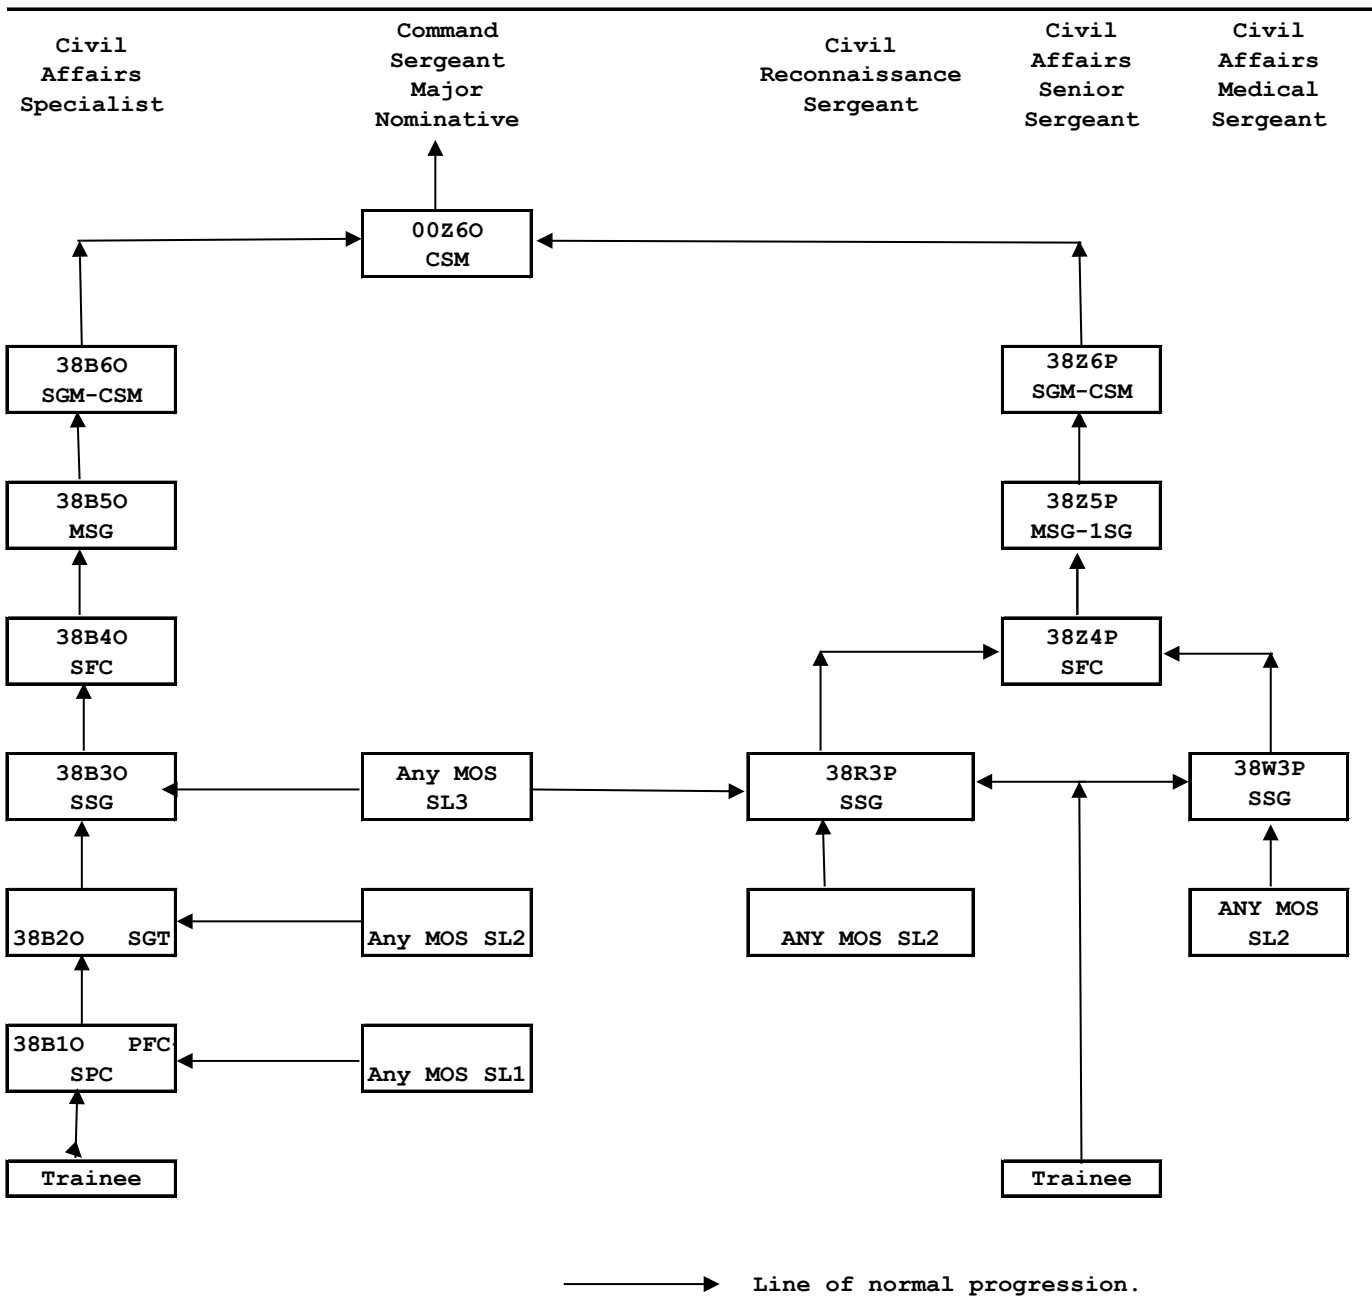 Civil
Affairs
Specialist
Command
Sergeant
Major
Nominative
Civil
Reconnaissance
Sergeant
Civil
Affairs
Senior
Sergeant
Civil
Affairs
Medical
Sergeant
00Z6O
CSM
38B6O
SGM-CSM
38Z6P
SGM-CSM
38B5O
MSG
38Z5P
MSG-1SG
38B4O
SFC
38Z4P
SFC
38B3O
SSG
Any MOS
SL3
38R3P
SSG
38W3P
SSG
38B2O SGT
Any MOS SL2
ANY MOS SL2
ANY MOS
SL2
38B1O PFC-
SPC
Any MOS SL1
Trainee
Trainee
Line of normal progression.